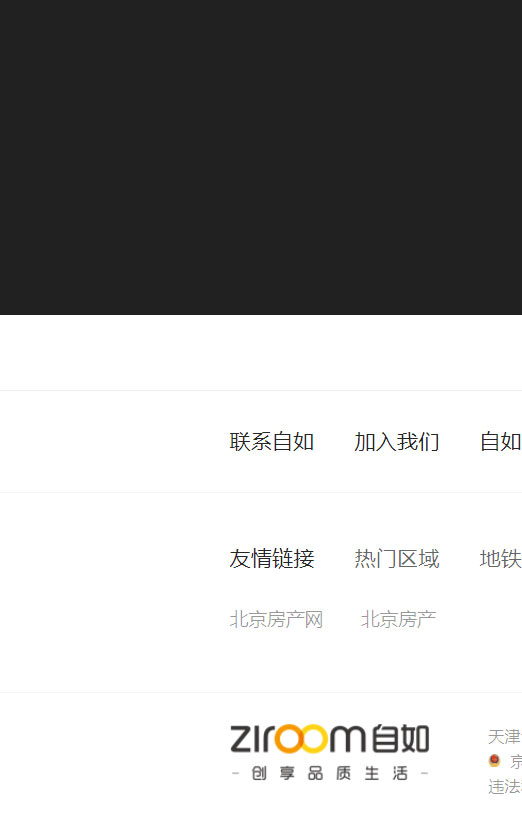 联系自如 加入我们 自如
友情链接 热门区域 地铁
北京房产网 北京房产
ziroom自如
- 创享品质生活 -
天津
京
违法